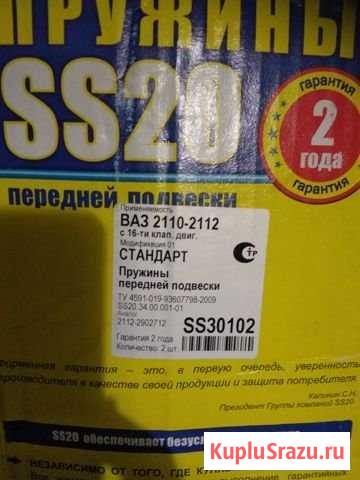 ПРУЖИНЫ
SS20
гарантия
2
года
гарантии
передней подвески
Применяемость
ВАЗ 2110-2112
с 16-ти клап. двиг.
Модификация 01
СТАНДАРТ
Пружины
передней подвески
ТУ 4591-019-93607798-2009
SS20.34.00.001-01
Аналог
2112-2902712
SS30102
Гарантия 2 года
Количество: 2 шт.
Фирменная гарантия – это, в первую очередь, уверенность
производителя в качестве своей продукции и защита потребителя.
Калинин С.Н.
Президент Группы компаний SS20
SS20 обеспечивает
НЕЗАВИСИМО ОТ ТОГО, ГДЕ
выполнение гарантийных
KupluSrazu.ru